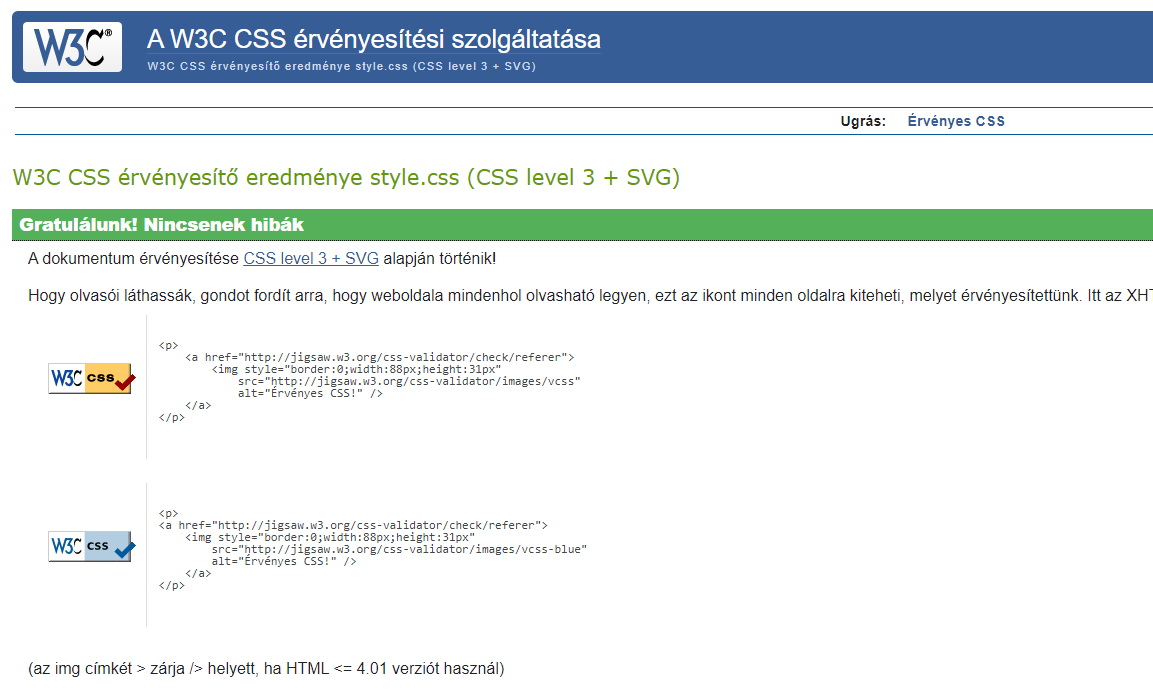 W3C®
A W3C CSS érvényesítési szolgáltatása
W3C CSS érvényesítő eredménye style.css (CSS level 3 + SVG)
Ugrás: Érvényes CSS
W3C CSS érvényesítő eredménye style.css (CSS level 3 + SVG)
Gratulálunk! Nincsenek hibák
A dokumentum érvényesítése CSS level 3 + SVG alapján történik!
Hogy olvasói láthassák, gondot fordít arra, hogy weboldala mindenhol olvasható legyen, ezt az ikont minden oldalra kiteheti, melyet érvényesítettünk. Itt az
W3C css
<p>
<a href="http://jigsaw.w3.org/css-validator/check/referer">
<img style="border:0;width:88px;height:31px"
src="http://jigsaw.w3.org/css-validator/images/vcss"
alt="Érvényes CSS!" />
</a>
</p>
W3C css
<p>
<a href="http://jigsaw.w3.org/css-validator/check/referer">
<img style="border:0;width:88px;height:31px"
src="http://jigsaw.w3.org/css-validator/images/vcss-blue"
alt="Érvényes CSS!" />
</a>
</p>
(az img címkét > zárja /> helyett, ha HTML <= 4.01 verziót használ)